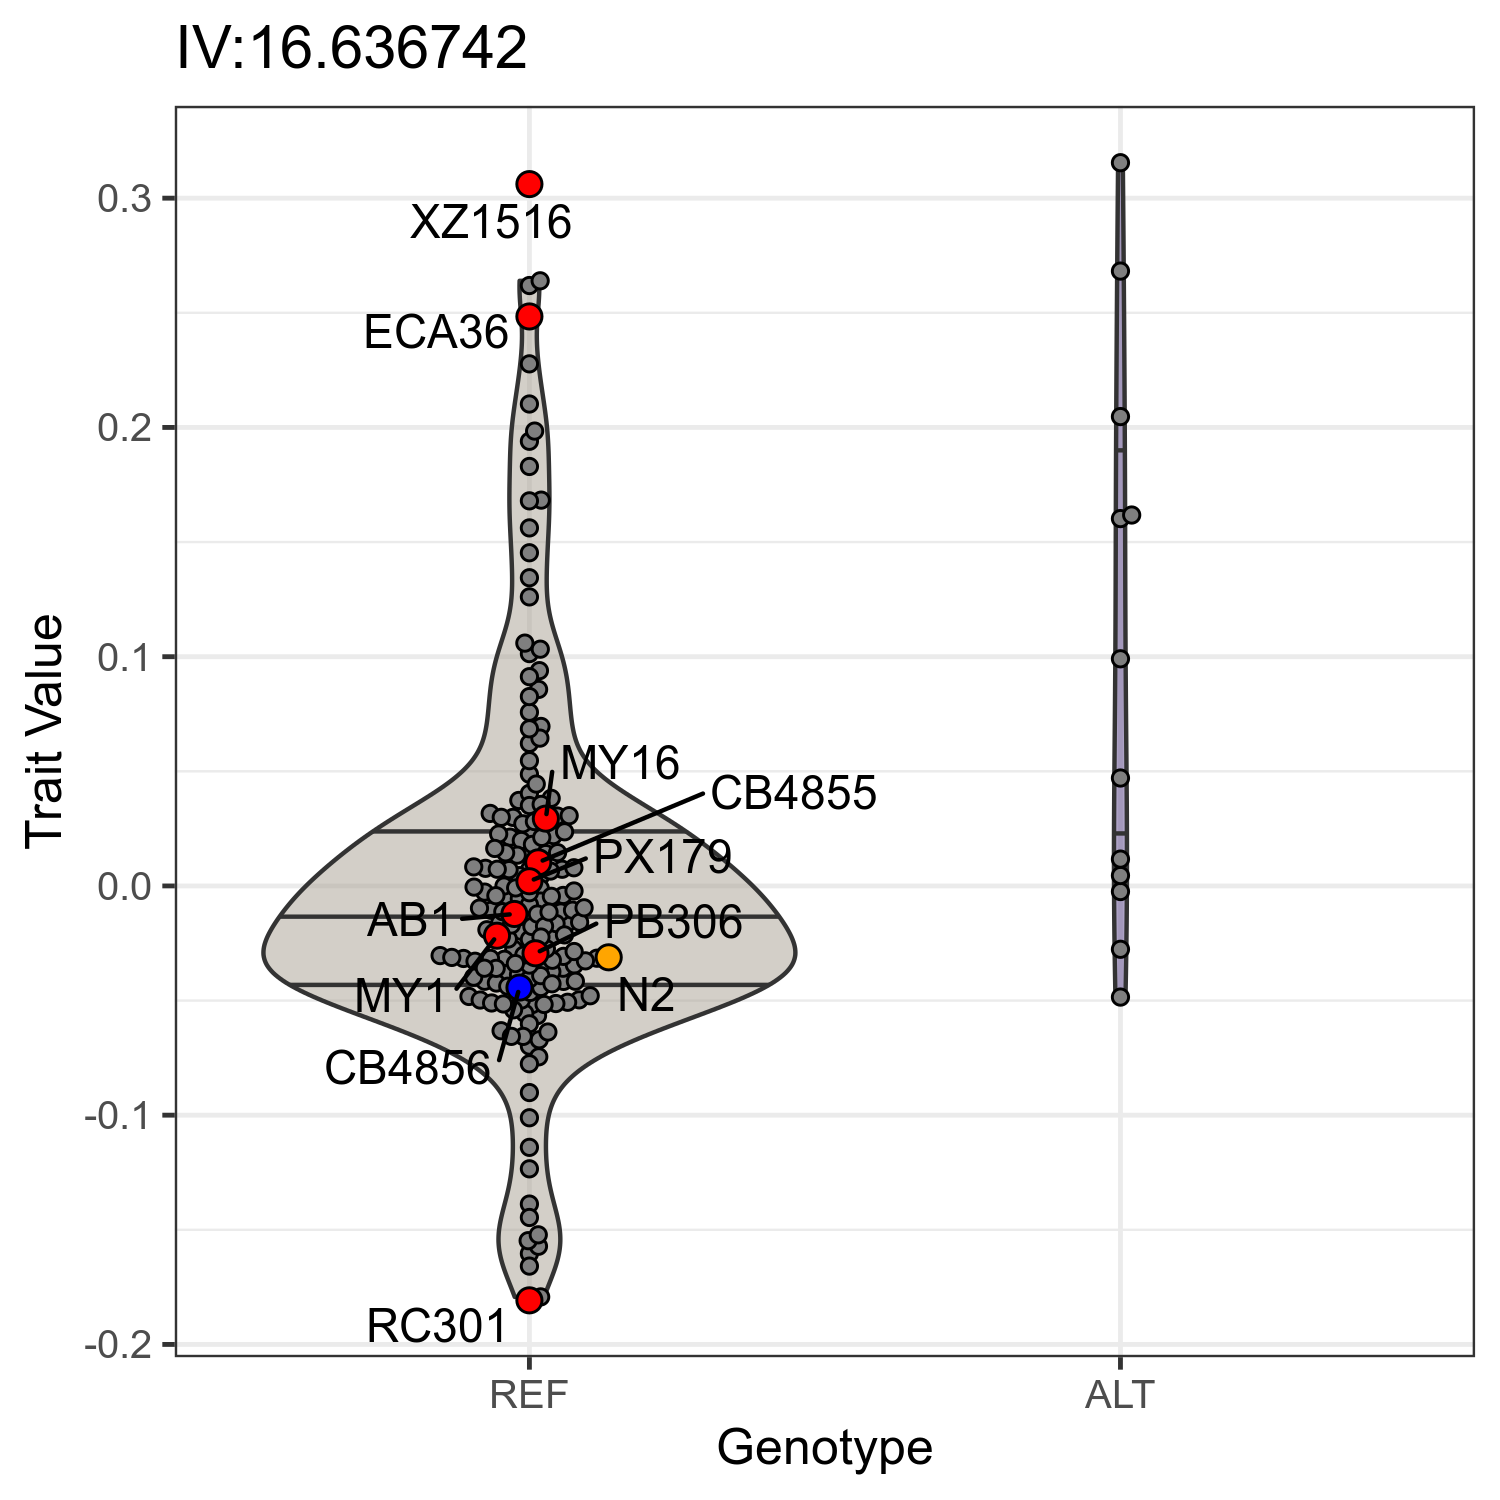 IV:16.636742
0.3
0.2
0.1
0.0
-0.1
-0.2
Trait Value
XZ1516
ECA36
MY16
CB4855
PX179
AB1
PB306
MY1
N2
CB4856
RC301
REF
ALT
Genotype